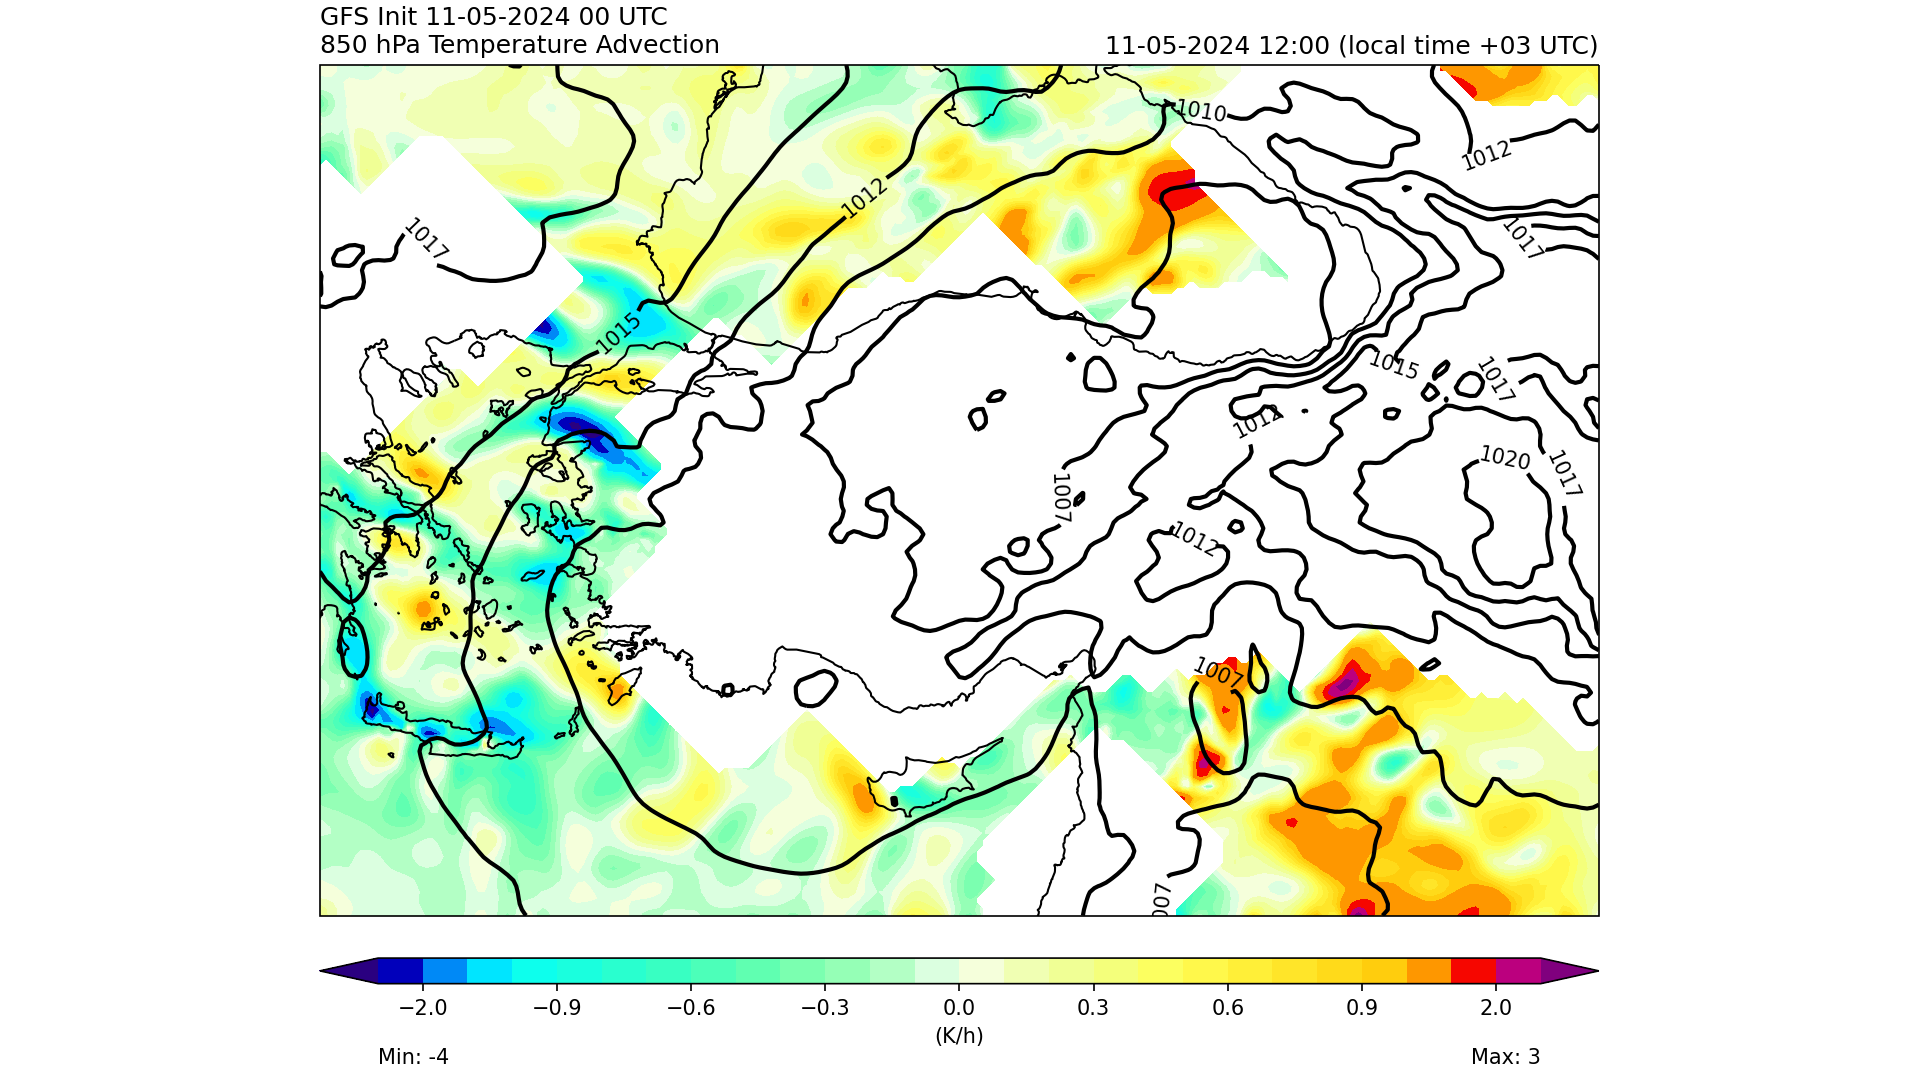 GFS Init 11-05-2024 00 UTC
850 hPa Temperature Advection
11-05-2024 12:00 (local time +03 UTC)
1010
1012
1012
1017
1017
1015
1015
1017
1012
1020
1017
1007
1012
1007
007
−2.0 −0.9 −0.6 −0.3 0.0 0.3 0.6 0.9 2.0
(K/h)
Min: -4
Max: 3